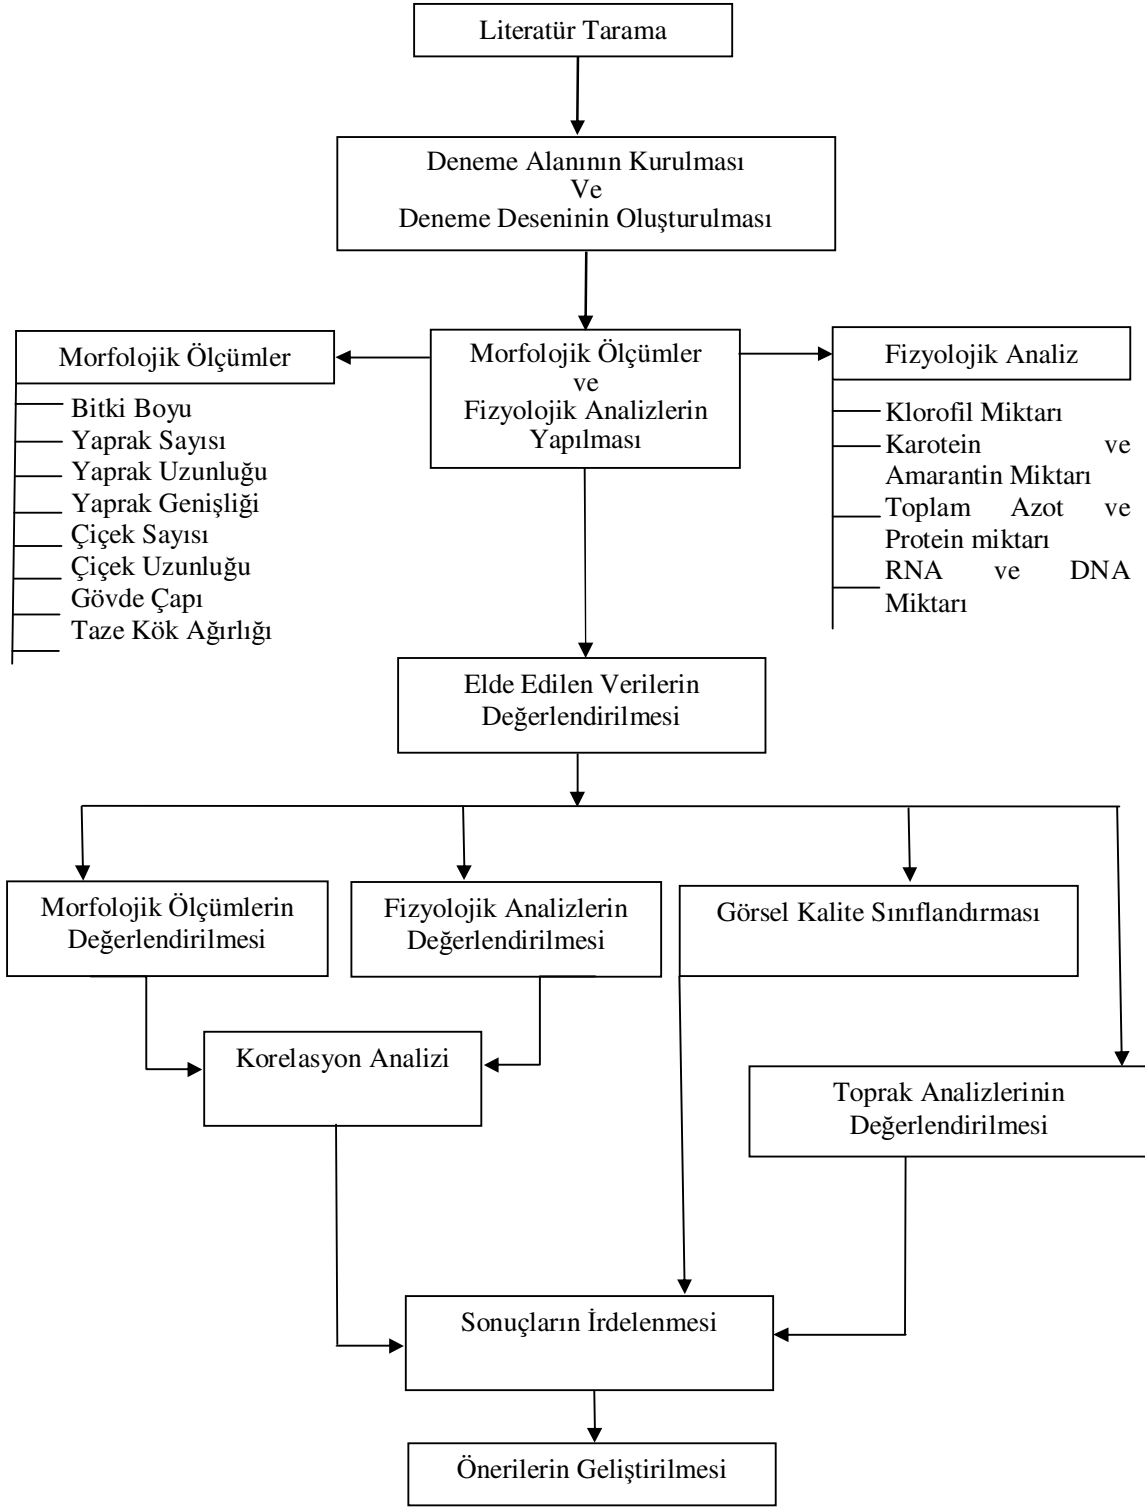 Literatür Tarama
Deneme Alanının Kurulması
Ve
Deneme Deseninin Oluşturulması
Morfolojik Ölçümler
Bitki Boyu
Yaprak Sayısı
Yaprak Uzunluğu
Yaprak Genişliği
Çiçek Sayısı
Çiçek Uzunluğu
Gövde Çapı
Taze Kök Ağırlığı
Morfolojik Ölçümler
ve
Fizyolojik Analizlerin
Yapılması
Fizyolojik Analiz
Klorofil Miktarı
Karotein ve
Amarantin Miktarı
Toplam Azot ve
Protein miktarı
RNA ve DNA
Miktarı
Elde Edilen Verilerin
Değerlendirilmesi
Morfolojik Ölçümlerin
Değerlendirilmesi
Fizyolojik Analizlerin
Değerlendirilmesi
Görsel Kalite Sınıflandırması
Korelasyon Analizi
Toprak Analizlerinin
Değerlendirilmesi
Sonuçların İrdelenmesi
Önerilerin Geliştirilmesi